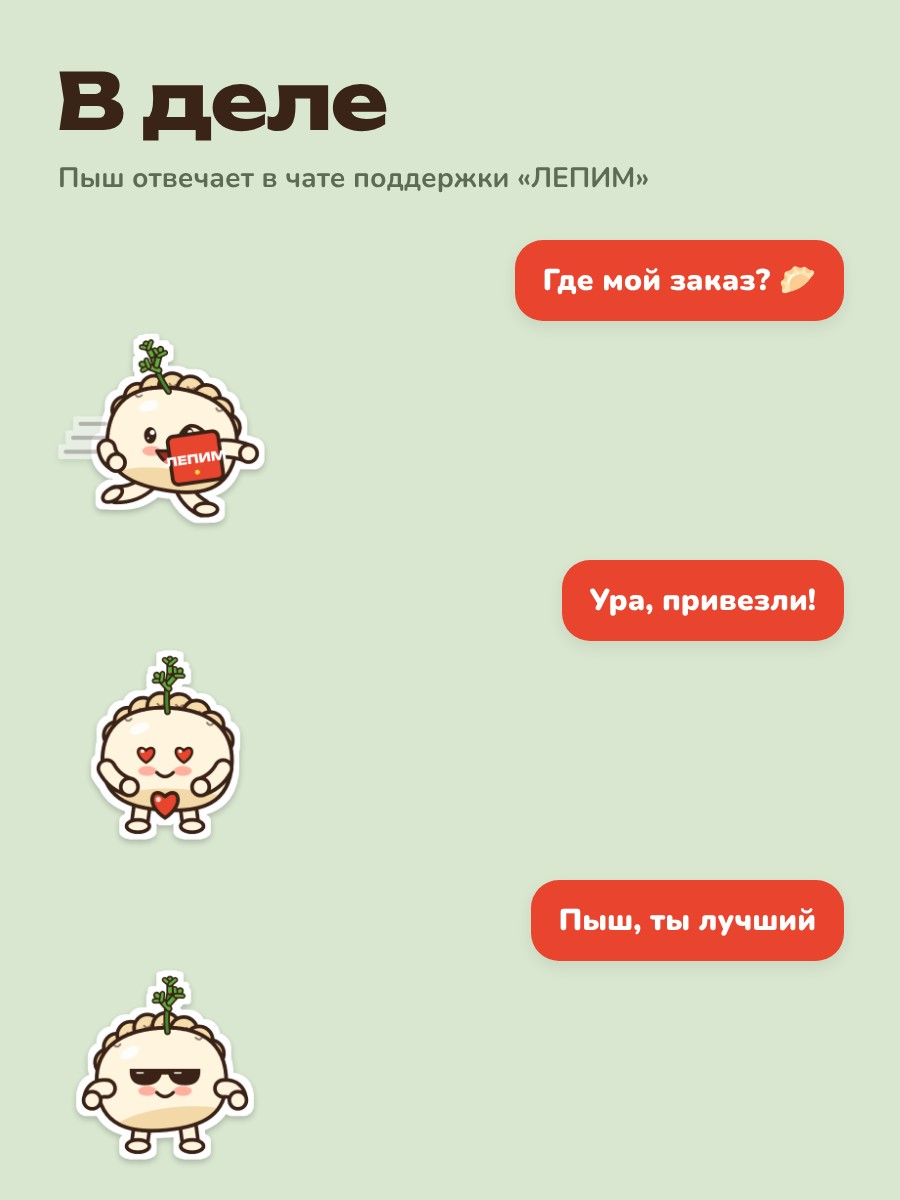 В деле
Пыш отвечает в чате поддержки «ЛЕПИМ»
Где мой заказ? 🥟
ЛЕПИМ
Ура, привезли!
Пыш, ты лучший